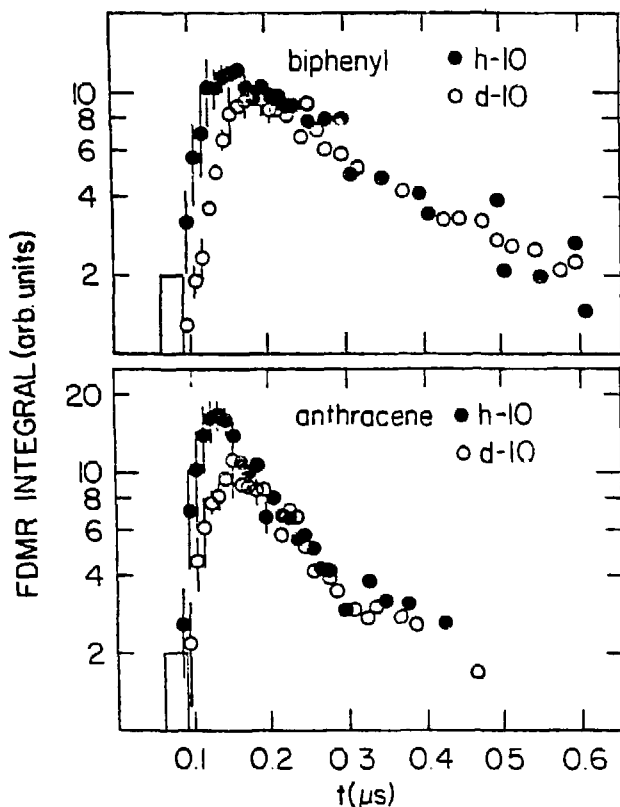 biphenyl
● h-10
○ d-10
10
8
6
4
2
anthracene
● h-10
○ d-10
20
10
8
6
4
2
FDMR INTEGRAL (arb. units)
0.1 0.2 0.3 0.4 0.5 0.6
t(μs)